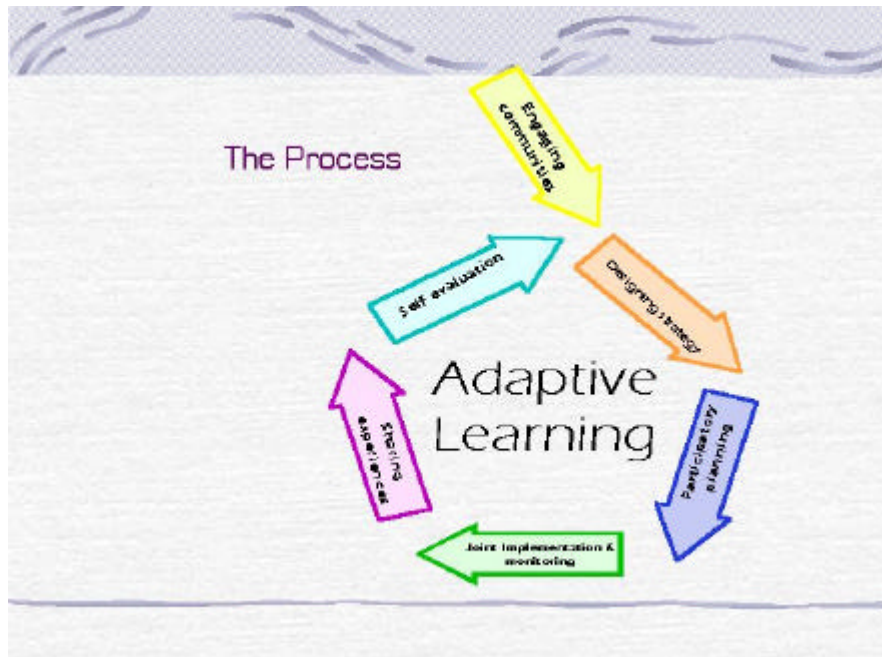 The Process
Engaging
communities
Designing strategy
Participatory
planning
Joint Implementation &
monitoring
Sharing
experiences
Self evaluation
Adaptive
Learning